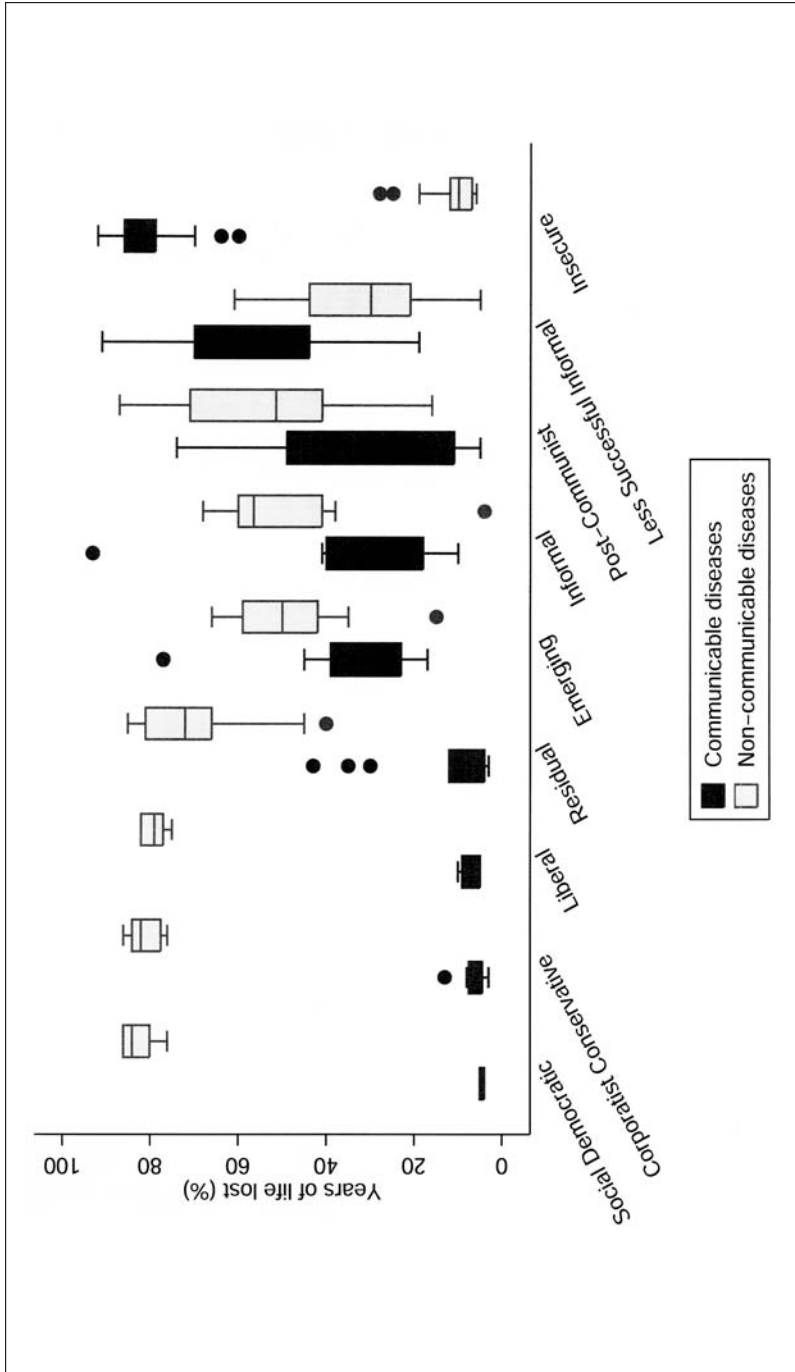 100
80
60
40
20
0
Years of life lost (%)
Social Democratic
Corporatist Conservative
Liberal
Residual
Emerging
Informal
Post-Communist
Less Successful Informal
Insecure
Communicable diseases
Non-communicable diseases